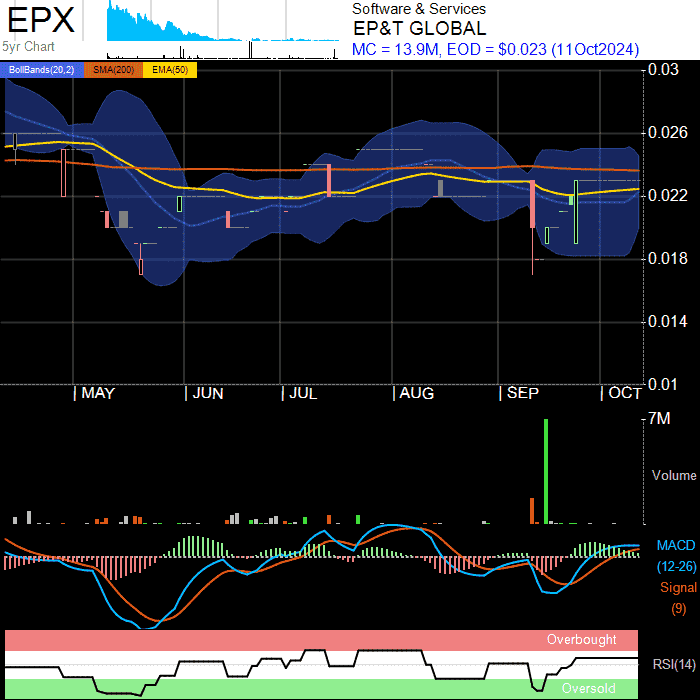 EPX
5yr Chart
Software & Services
EP&T GLOBAL
MC = 13.9M, EOD = $0.023 (11Oct2024)
BollBands(20,2) SMA(200) EMA(50)
0.03
0.026
0.022
0.018
0.014
0.01
MAY JUN JUL AUG SEP OCT
7M
Volume
MACD
(12-26)
Signal
(9)
Overbought
RSI(14)
Oversold